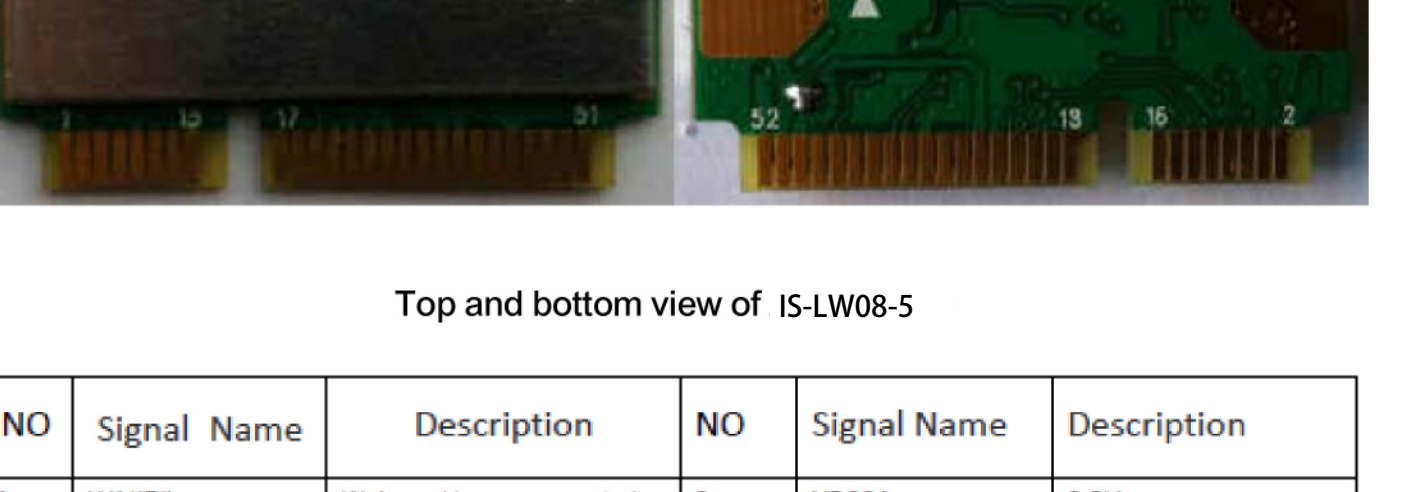 1 15 17 51 52 18 16 2
Top and bottom view of IS-LW08-5
NO Signal Name Description NO Signal Name Description